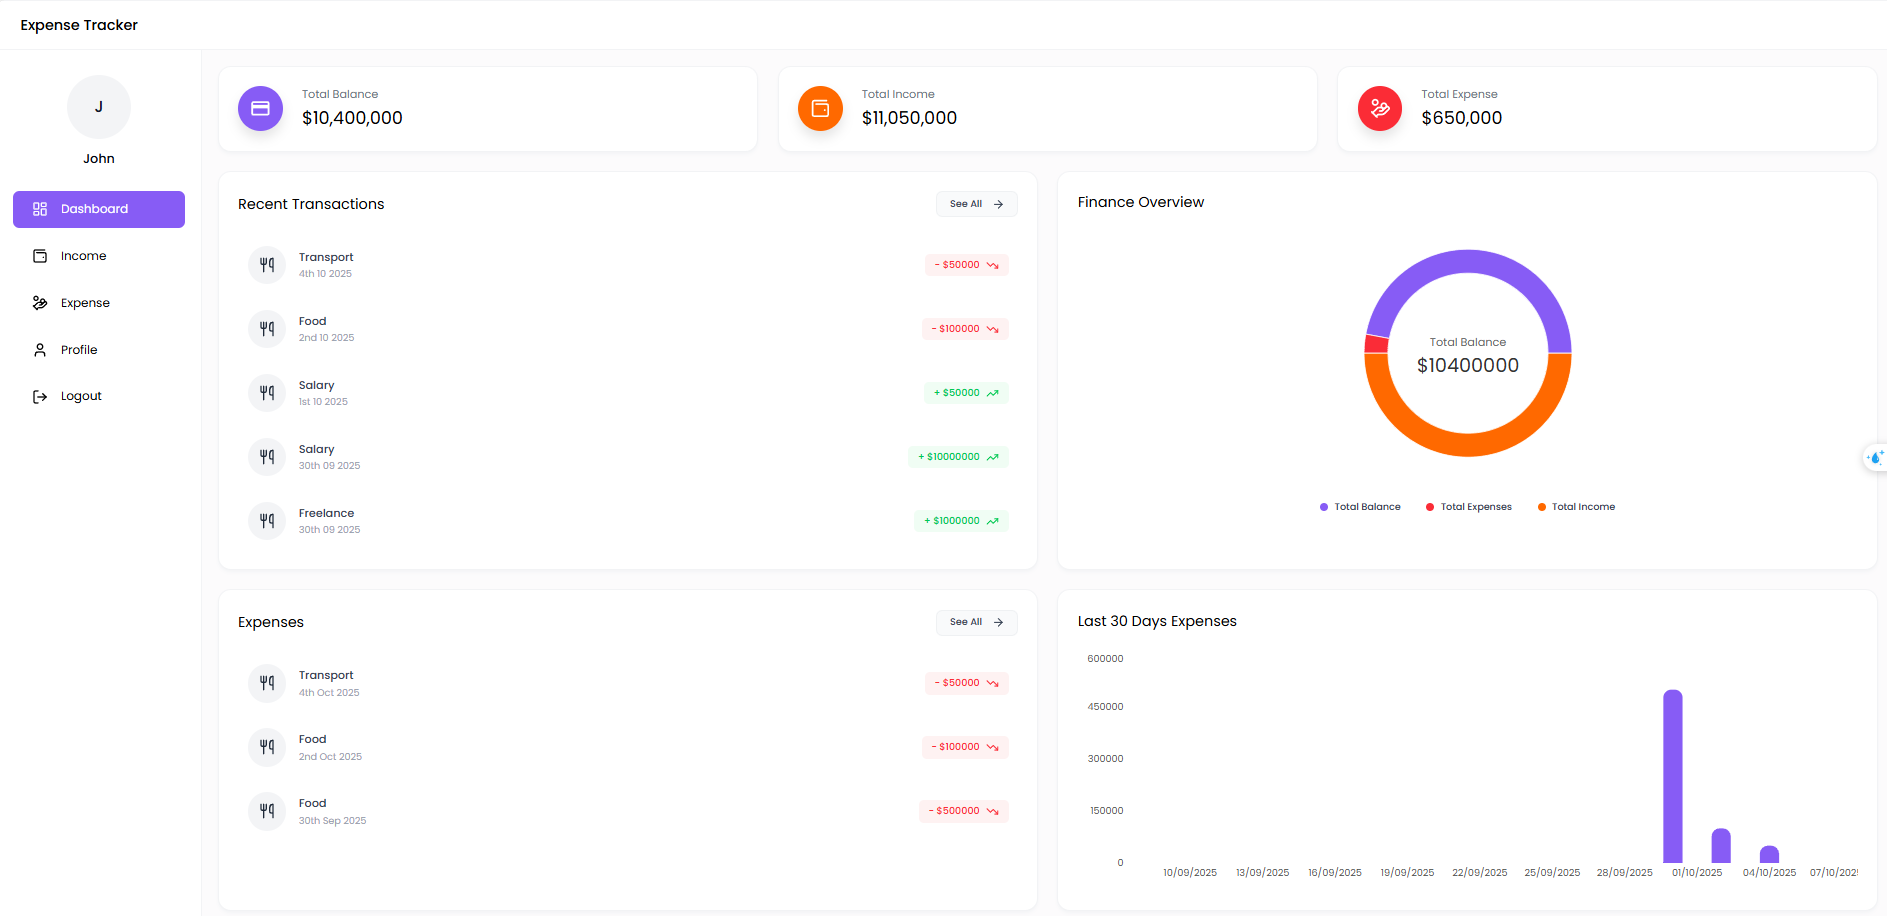 Expense Tracker
J
John
Dashboard
Income
Expense
Profile
Logout
Total Balance
$10,400,000
Total Income
$11,050,000
Total Expense
$650,000
Recent Transactions
See All
Transport
4th 10 2025
- $50000
Food
2nd 10 2025
- $100000
Salary
1st 10 2025
+ $50000
Salary
30th 09 2025
+ $10000000
Freelance
30th 09 2025
+ $1000000
Finance Overview
Total Balance
$10400000
Total Balance
Total Expenses
Total Income
Expenses
See All
Transport
4th Oct 2025
- $50000
Food
2nd Oct 2025
- $100000
Food
30th Sep 2025
- $500000
Last 30 Days Expenses
600000
450000
300000
150000
0
10/09/2025 13/09/2025 16/09/2025 19/09/2025 22/09/2025 25/09/2025 28/09/2025 01/10/2025 04/10/2025 07/10/2025